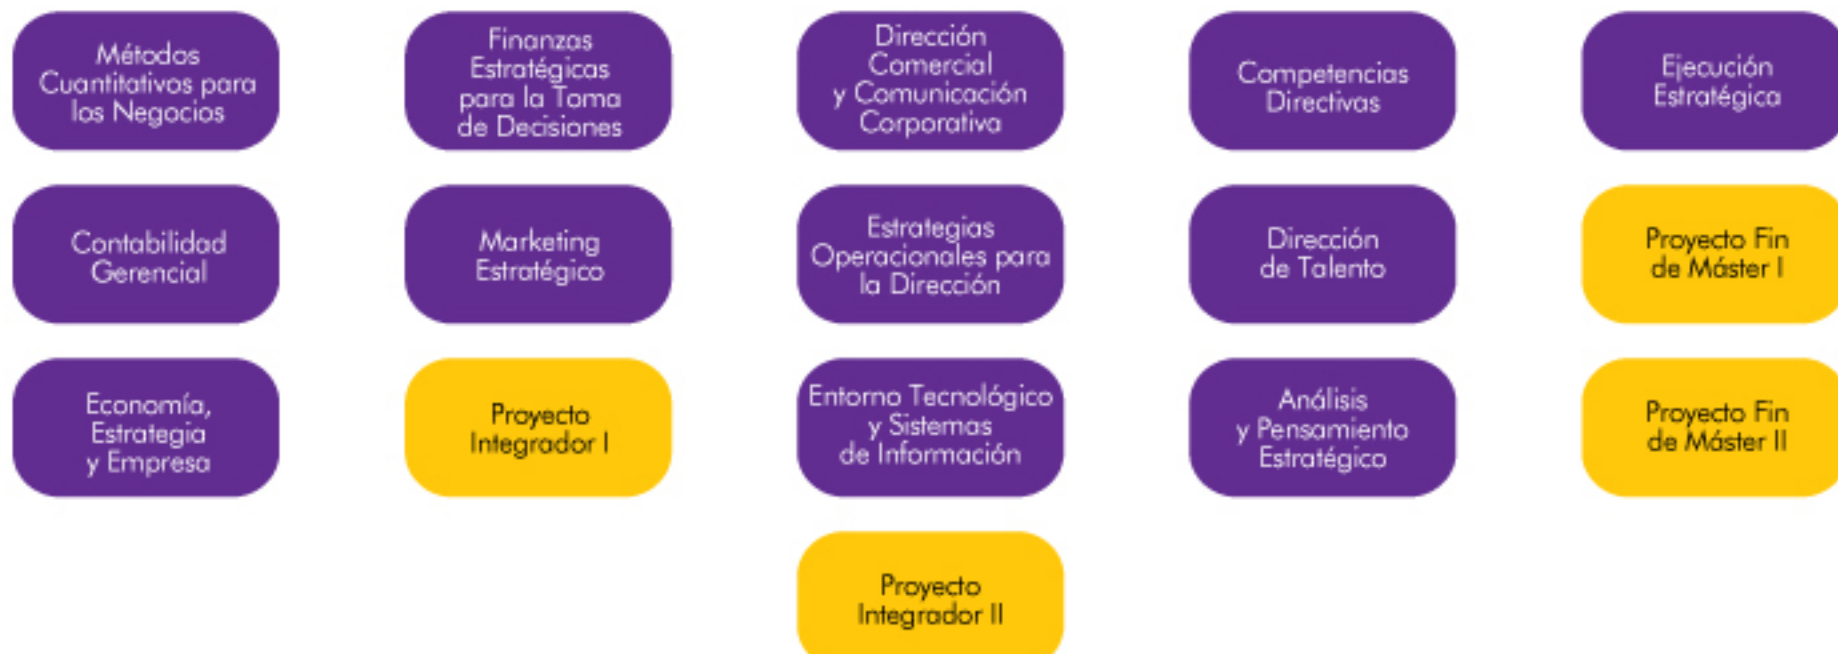 Métodos
Cuantitativos para
los Negocios
Contabilidad
Gerencial
Economía,
Estrategia
y Empresa
Finanzas
Estratégicas
para la Toma
de Decisiones
Marketing
Estratégico
Proyecto
Integrador I
Dirección
Comercial
y Comunicación
Corporativa
Estrategias
Operacionales para
la Dirección
Entorno Tecnológico
y Sistemas
de Información
Proyecto
Integrador II
Competencias
Directivas
Dirección
de Talento
Análisis
y Pensamiento
Estratégico
Ejecución
Estratégica
Proyecto Fin
de Máster I
Proyecto Fin
de Máster II